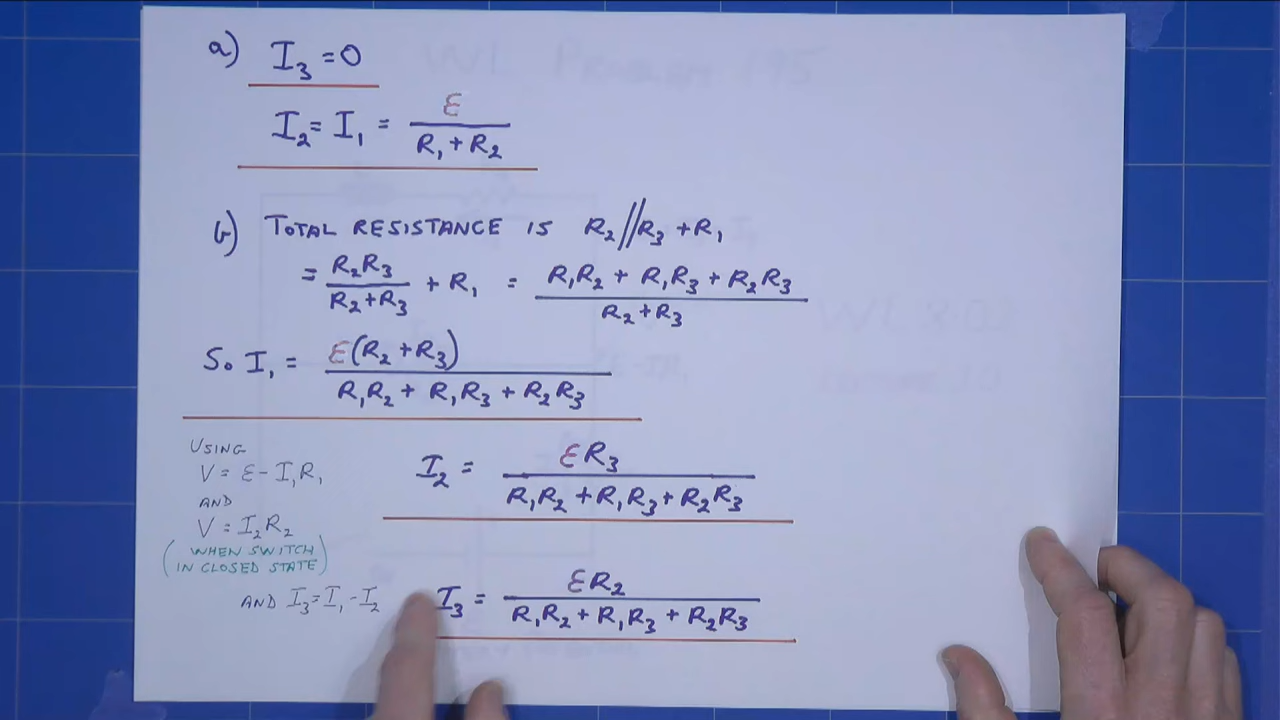 a) I₃ = 0
I₂ = I₁ = ε / (R₁ + R₂)
b) TOTAL RESISTANCE IS R₂//R₃ + R₁
= R₂R₃ / (R₂+R₃) + R₁ = (R₁R₂ + R₁R₃ + R₂R₃) / (R₂+R₃)
So I₁ = ε(R₂+R₃) / (R₁R₂ + R₁R₃ + R₂R₃)
USING
V = ε - I₁R₁
AND
V = I₂R₂
(WHEN SWITCH
IN CLOSED STATE)
I₂ = εR₃ / (R₁R₂ + R₁R₃ + R₂R₃)
AND I₃ = I₁ - I₂
I₃ = εR₂ / (R₁R₂ + R₁R₃ + R₂R₃)